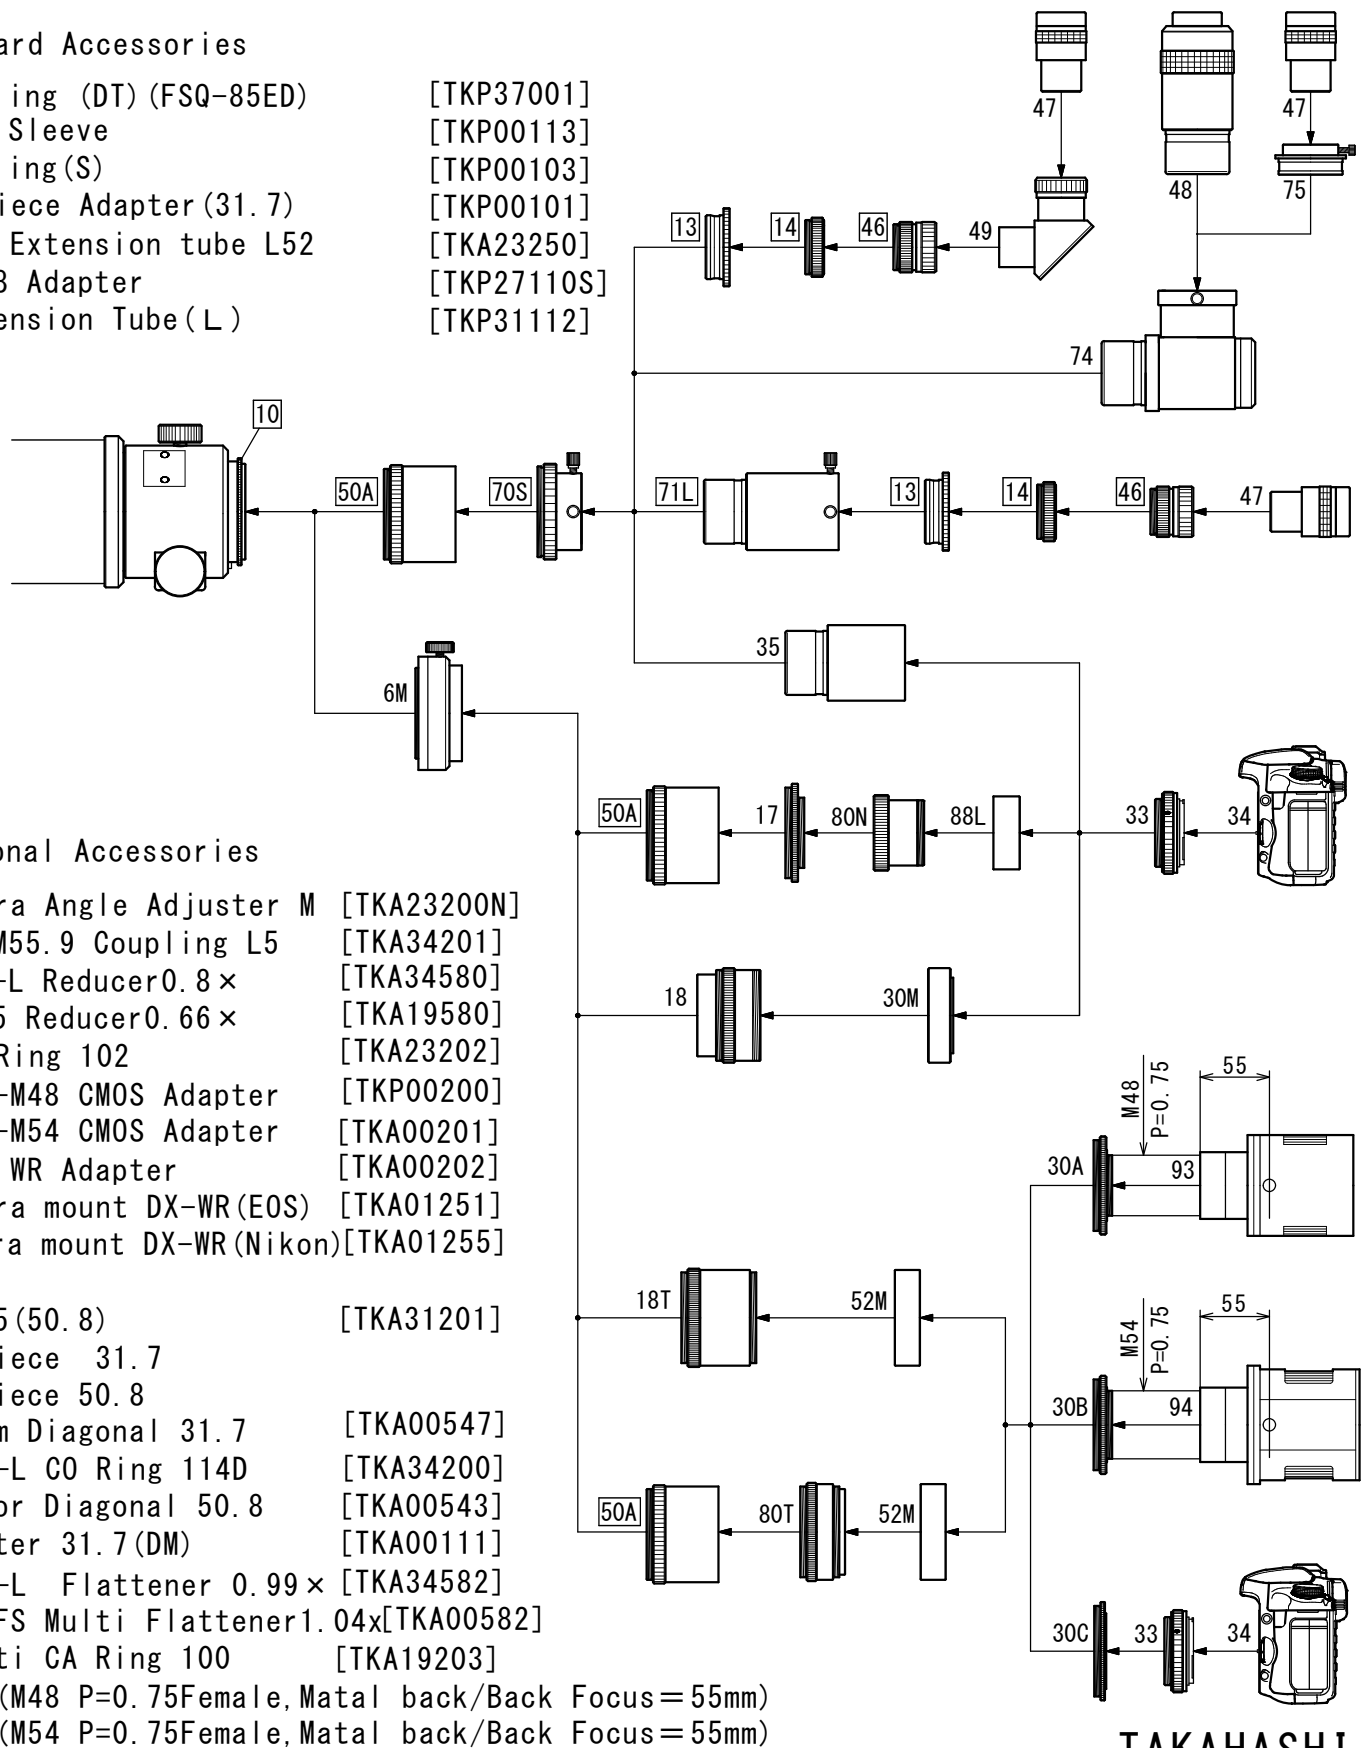 ard Accessories
ing (DT)(FSQ-85ED) [TKP37001]
Sleeve [TKP00113]
ing(S) [TKP00103]
iece Adapter(31.7) [TKP00101]
Extension tube L52 [TKA23250]
3 Adapter [TKP27110S]
ension Tube(L) [TKP31112]
47
48
47
75
13
14
46
49
74
10
50A
70S
71L
13
14
46
47
35
6M
50A
17
80N
88L
33
34
18
30M
onal Accessories
ra Angle Adjuster M [TKA23200N]
M55.9 Coupling L5 [TKA34201]
-L Reducer0.8× [TKA34580]
5 Reducer0.66× [TKA19580]
Ring 102 [TKA23202]
-M48 CMOS Adapter [TKP00200]
-M54 CMOS Adapter [TKA00201]
WR Adapter [TKA00202]
ra mount DX-WR(EOS) [TKA01251]
ra mount DX-WR(Nikon)[TKA01255]
5(50.8) [TKA31201]
iece 31.7
iece 50.8
m Diagonal 31.7 [TKA00547]
-L CO Ring 114D [TKA34200]
or Diagonal 50.8 [TKA00543]
ter 31.7(DM) [TKA00111]
-L Flattener 0.99× [TKA34582]
FS Multi Flattener1.04x[TKA00582]
ti CA Ring 100 [TKA19203]
(M48 P=0.75Female,Matal back/Back Focus=55mm)
(M54 P=0.75Female,Matal back/Back Focus=55mm)
M48
P=0.75
55
30A
93
18T
52M
M54
P=0.75
55
30B
94
50A
80T
52M
30C
33
34
TAKAHASHI